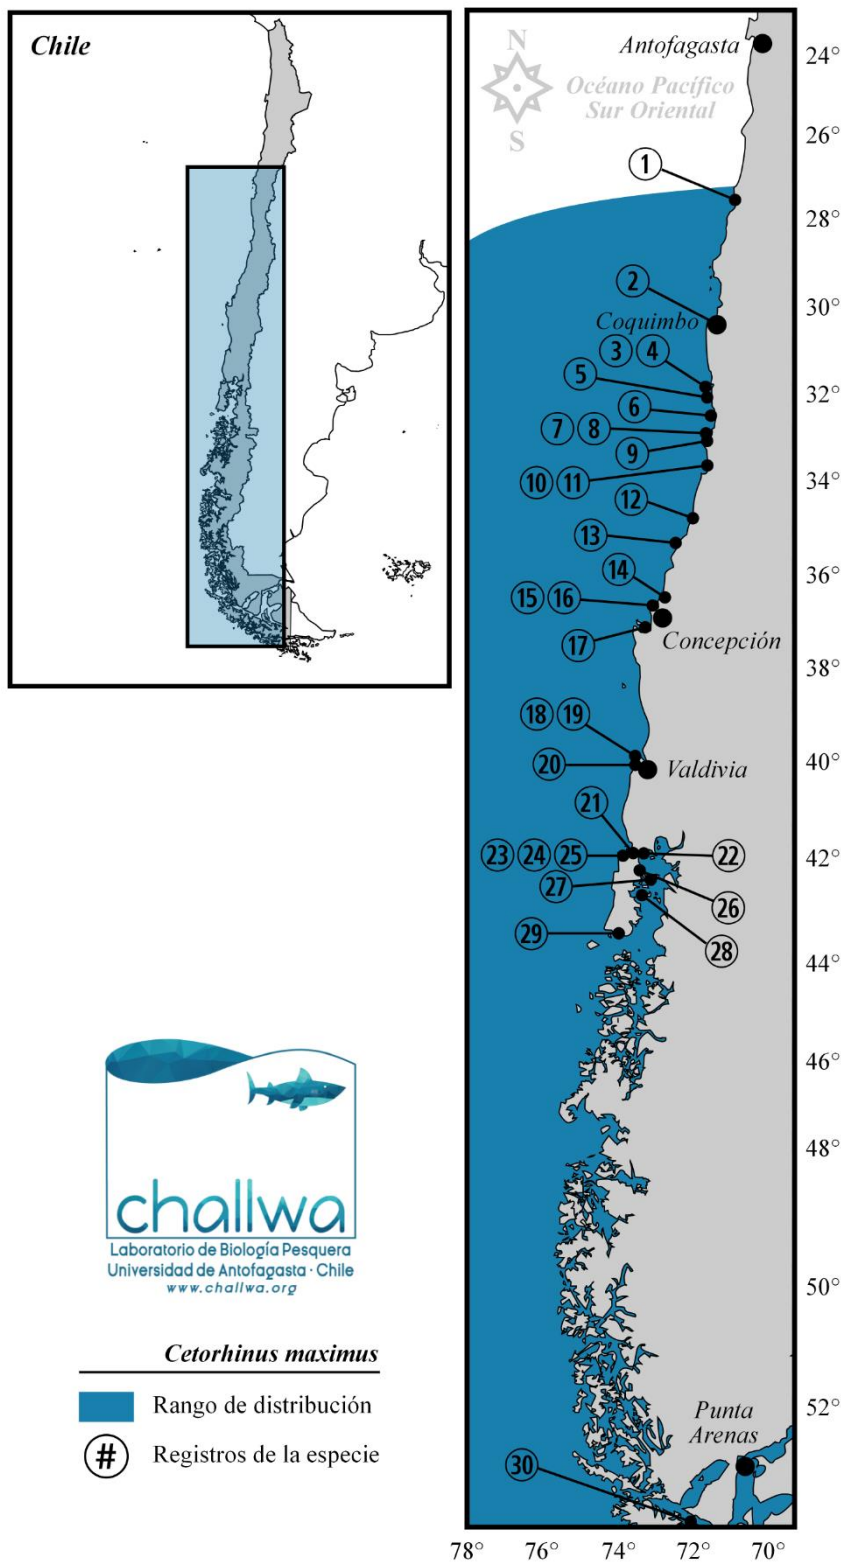 Chile
Antofagasta
N
S
Océano Pacífico
Sur Oriental
24°
26°
1
28°
2
30°
Coquimbo
3 4
5
32°
6
7 8
9
10 11
34°
12
13
14
36°
15 16
17
Concepción
38°
18 19
20
40°
Valdivia
21
23 24 25
22
42°
27
26
29
28
44°
46°
48°
50°
52°
Punta
Arenas
30
78° 76° 74° 72° 70°
challwa
Laboratorio de Biología Pesquera
Universidad de Antofagasta · Chile
www.challwa.org
Cetorhinus maximus
Rango de distribución
# Registros de la especie